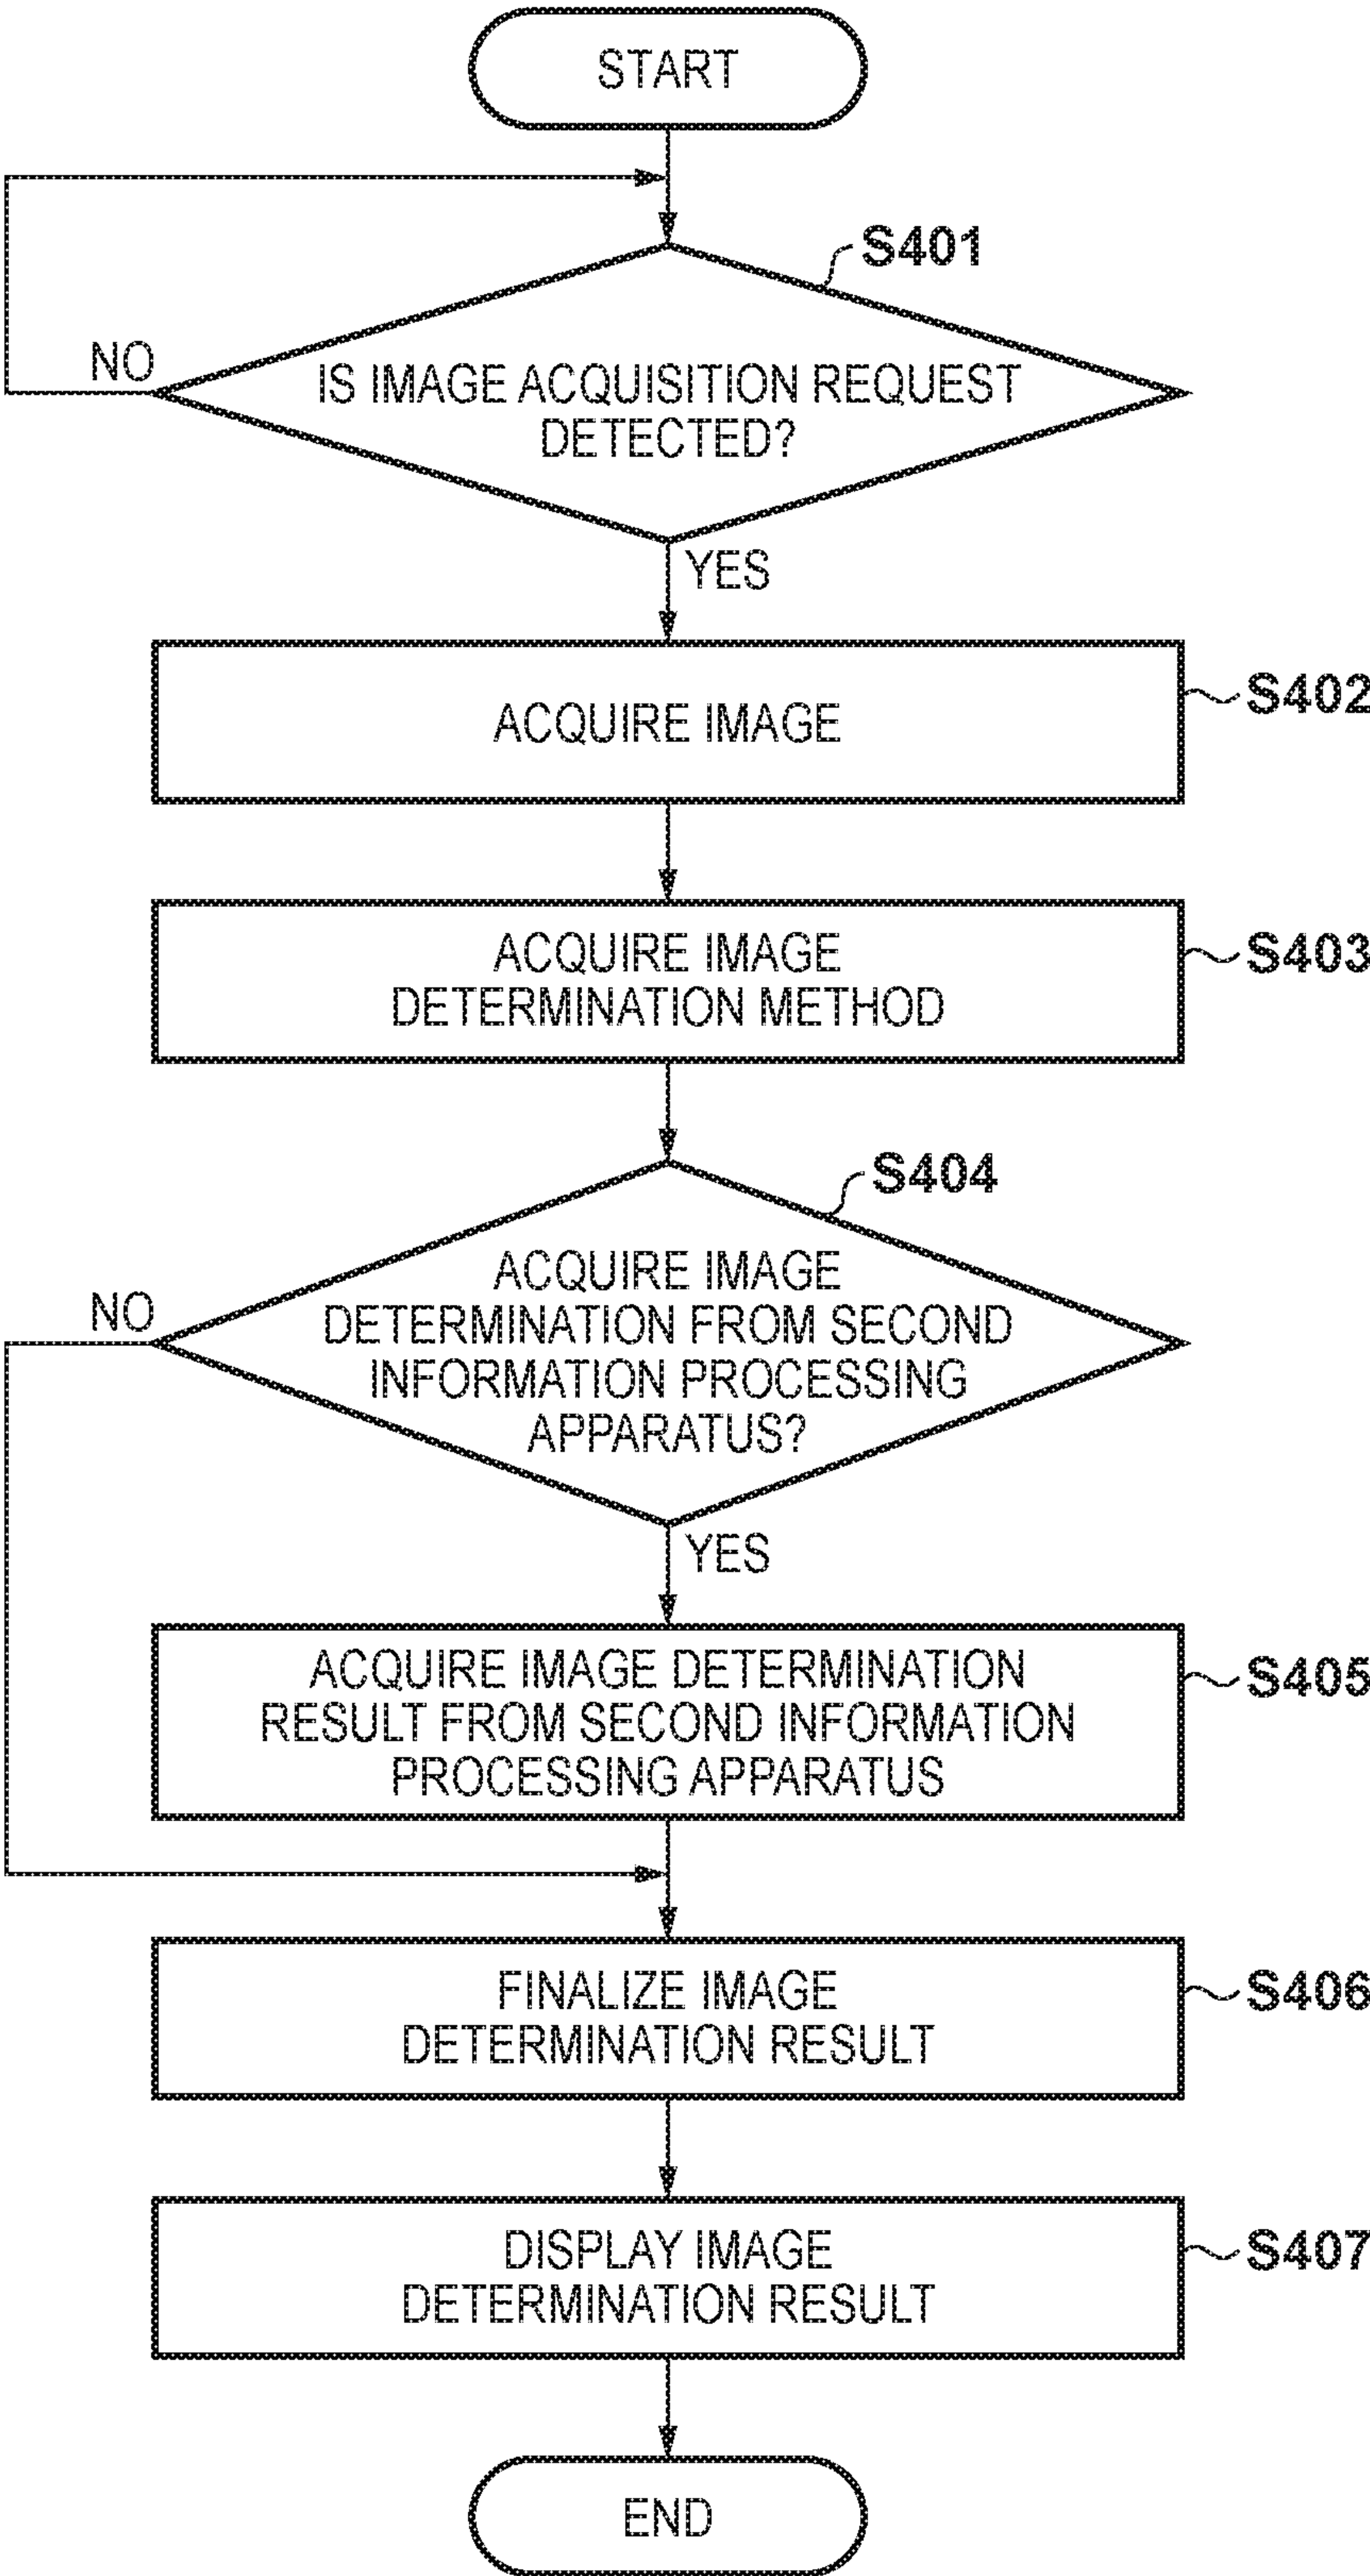 START
S401
NO
IS IMAGE ACQUISITION REQUEST
DETECTED?
YES
ACQUIRE IMAGE
S402
ACQUIRE IMAGE
DETERMINATION METHOD
S403
S404
NO
ACQUIRE IMAGE
DETERMINATION FROM SECOND
INFORMATION PROCESSING
APPARATUS?
YES
ACQUIRE IMAGE DETERMINATION
RESULT FROM SECOND INFORMATION
PROCESSING APPARATUS
S405
FINALIZE IMAGE
DETERMINATION RESULT
S406
DISPLAY IMAGE
DETERMINATION RESULT
S407
END